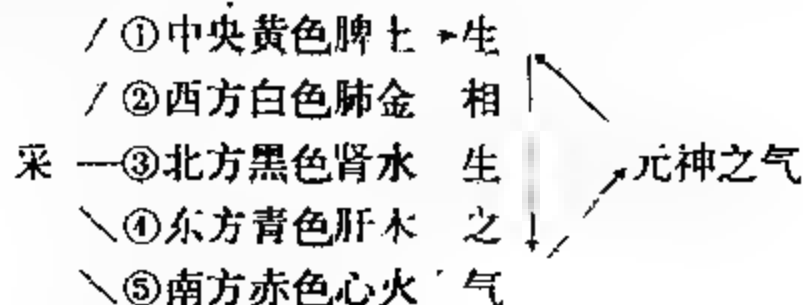 ①中央黄色脾土 生
②西方白色肺金 相
采 ③北方黑色肾水 生 元神之气
④东方青色肝木 之
⑤南方赤色心火 气